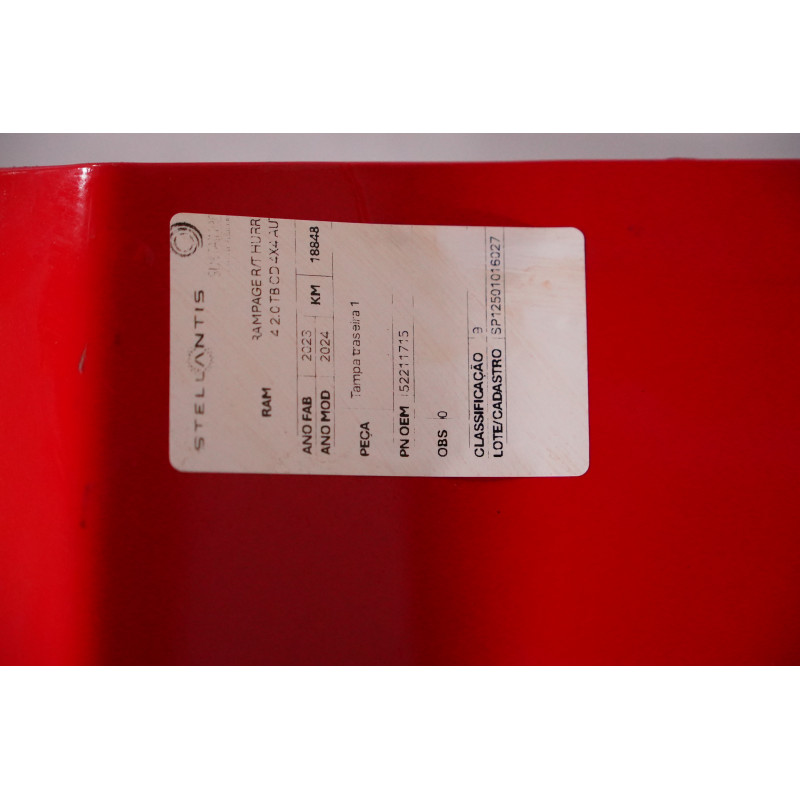 STELLANTIS
RAM
RAMPAGE R/T HURR
4 2.0 TB CD 4X4 AUT
ANO FAB 2023
ANO MOD 2024 KM 18848
PEÇA Tampa traseira 1
PN OEM 52211715
OBS 0
CLASSIFICAÇÃO a
LOTE/CADASTRO SP12501016027